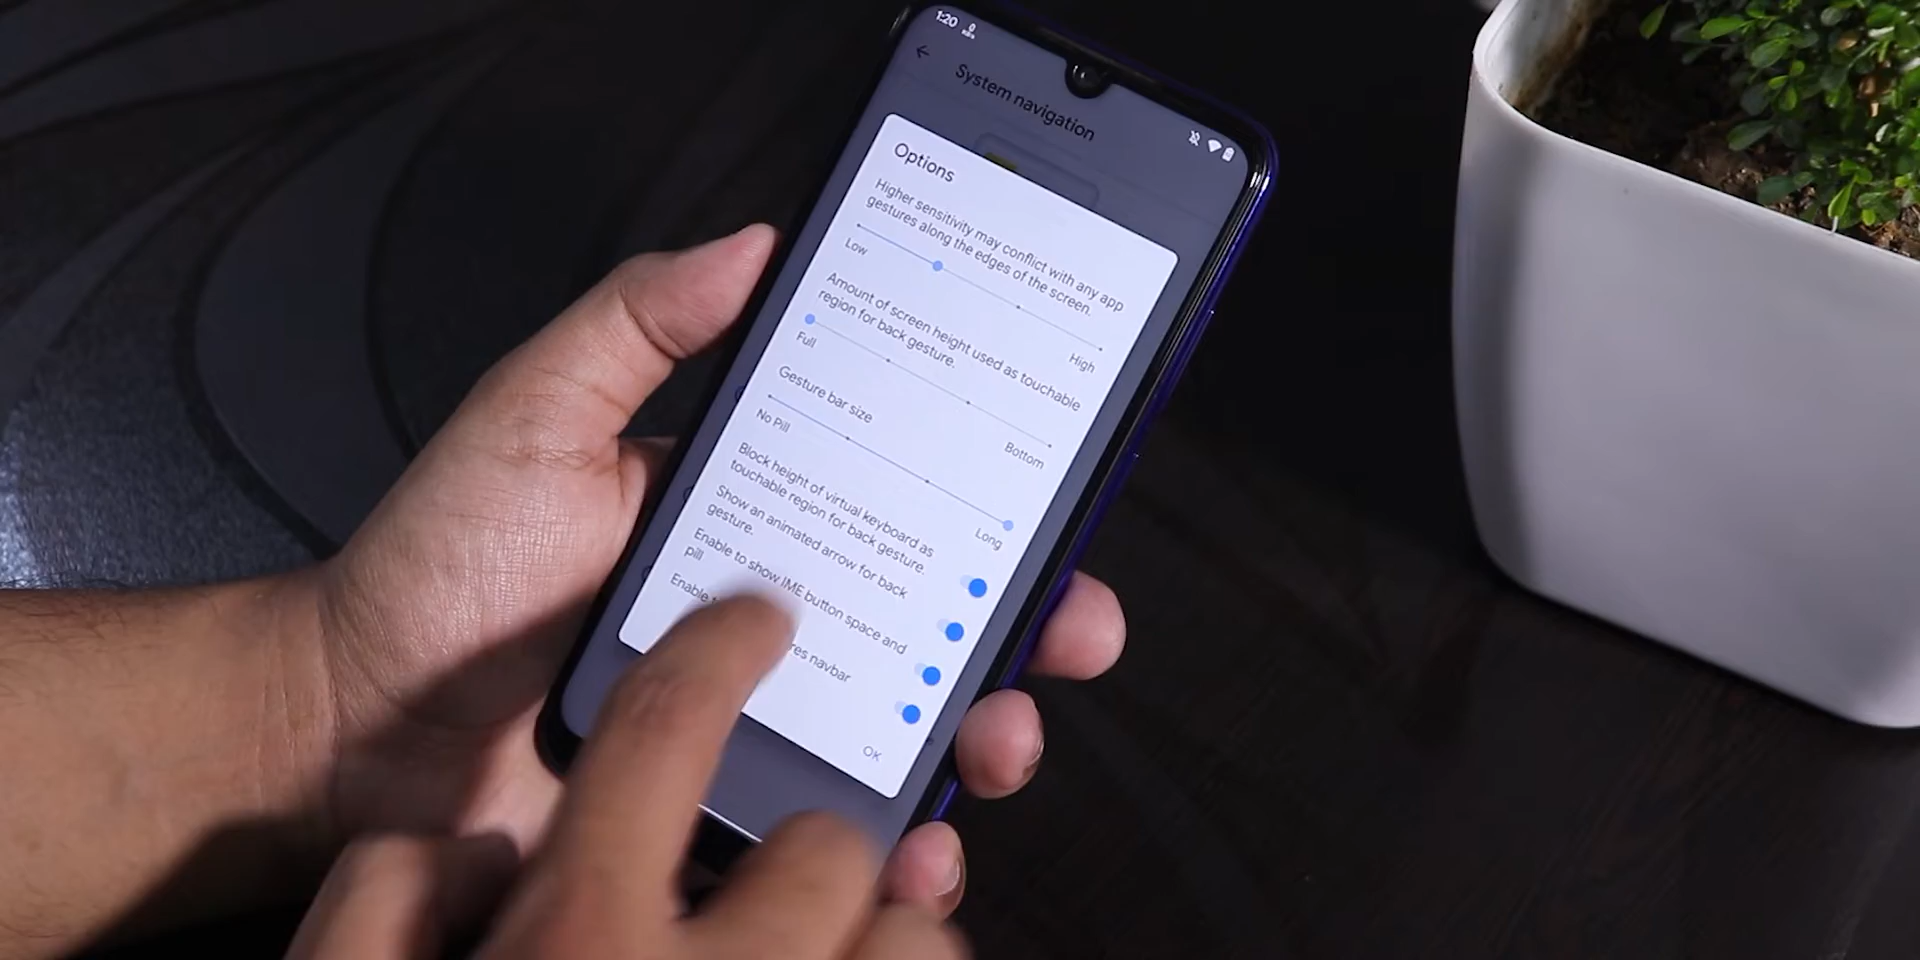 1:20 0 KB/s
System navigation
Options
Higher sensitivity may conflict with any app
gestures along the edges of the screen.
Low High
Amount of screen height used as touchable
region for back gesture.
Full Bottom
Gesture bar size
No Pill Long
Block height of virtual keyboard as
touchable region for back gesture.
Show an animated arrow for back
gesture.
Enable to show IME button space and
pill
Enable navbar
OK